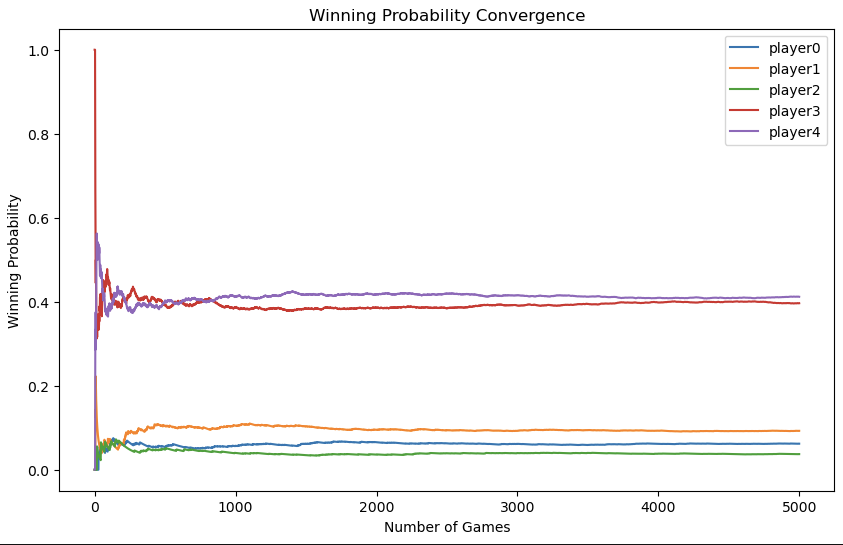 Winning Probability Convergence
player0
player1
player2
player3
player4
Winning Probability
1.0
0.8
0.6
0.4
0.2
0.0
0 1000 2000 3000 4000 5000
Number of Games